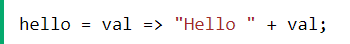 hello = val => "Hello " + val;